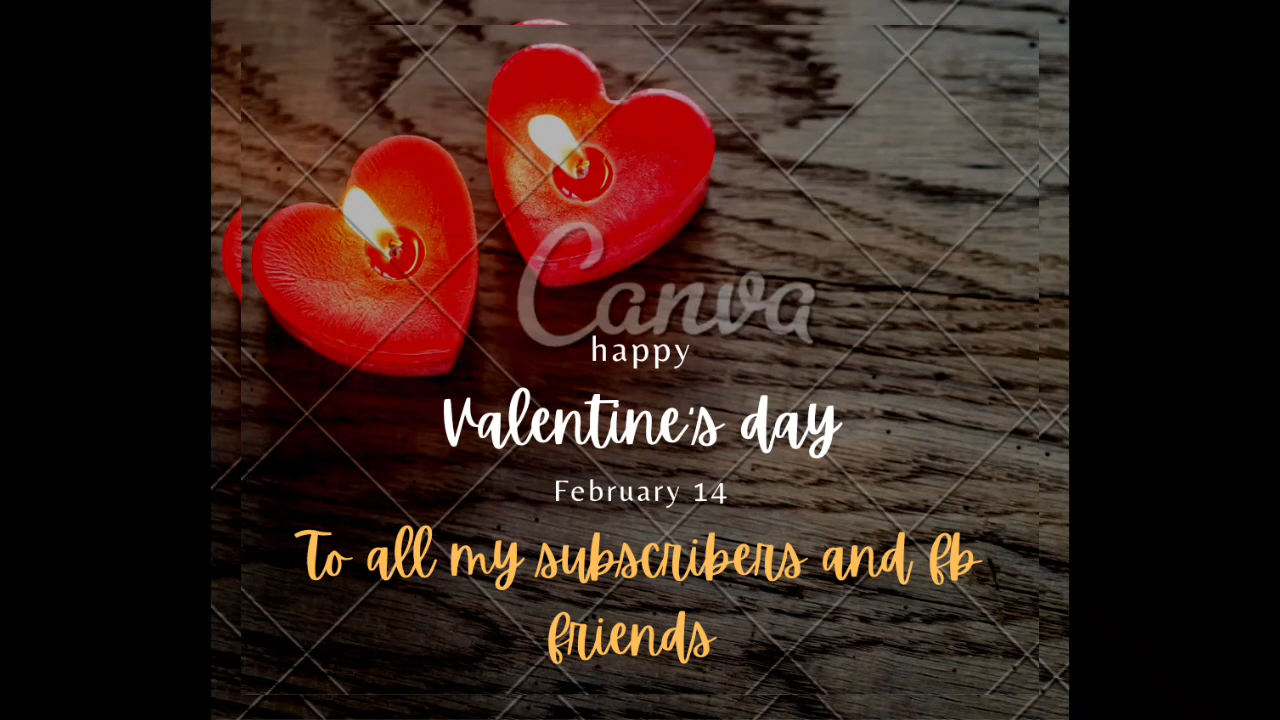 Canva
happy
Valentine's day
February 14
To all my subscribers and fb
friends